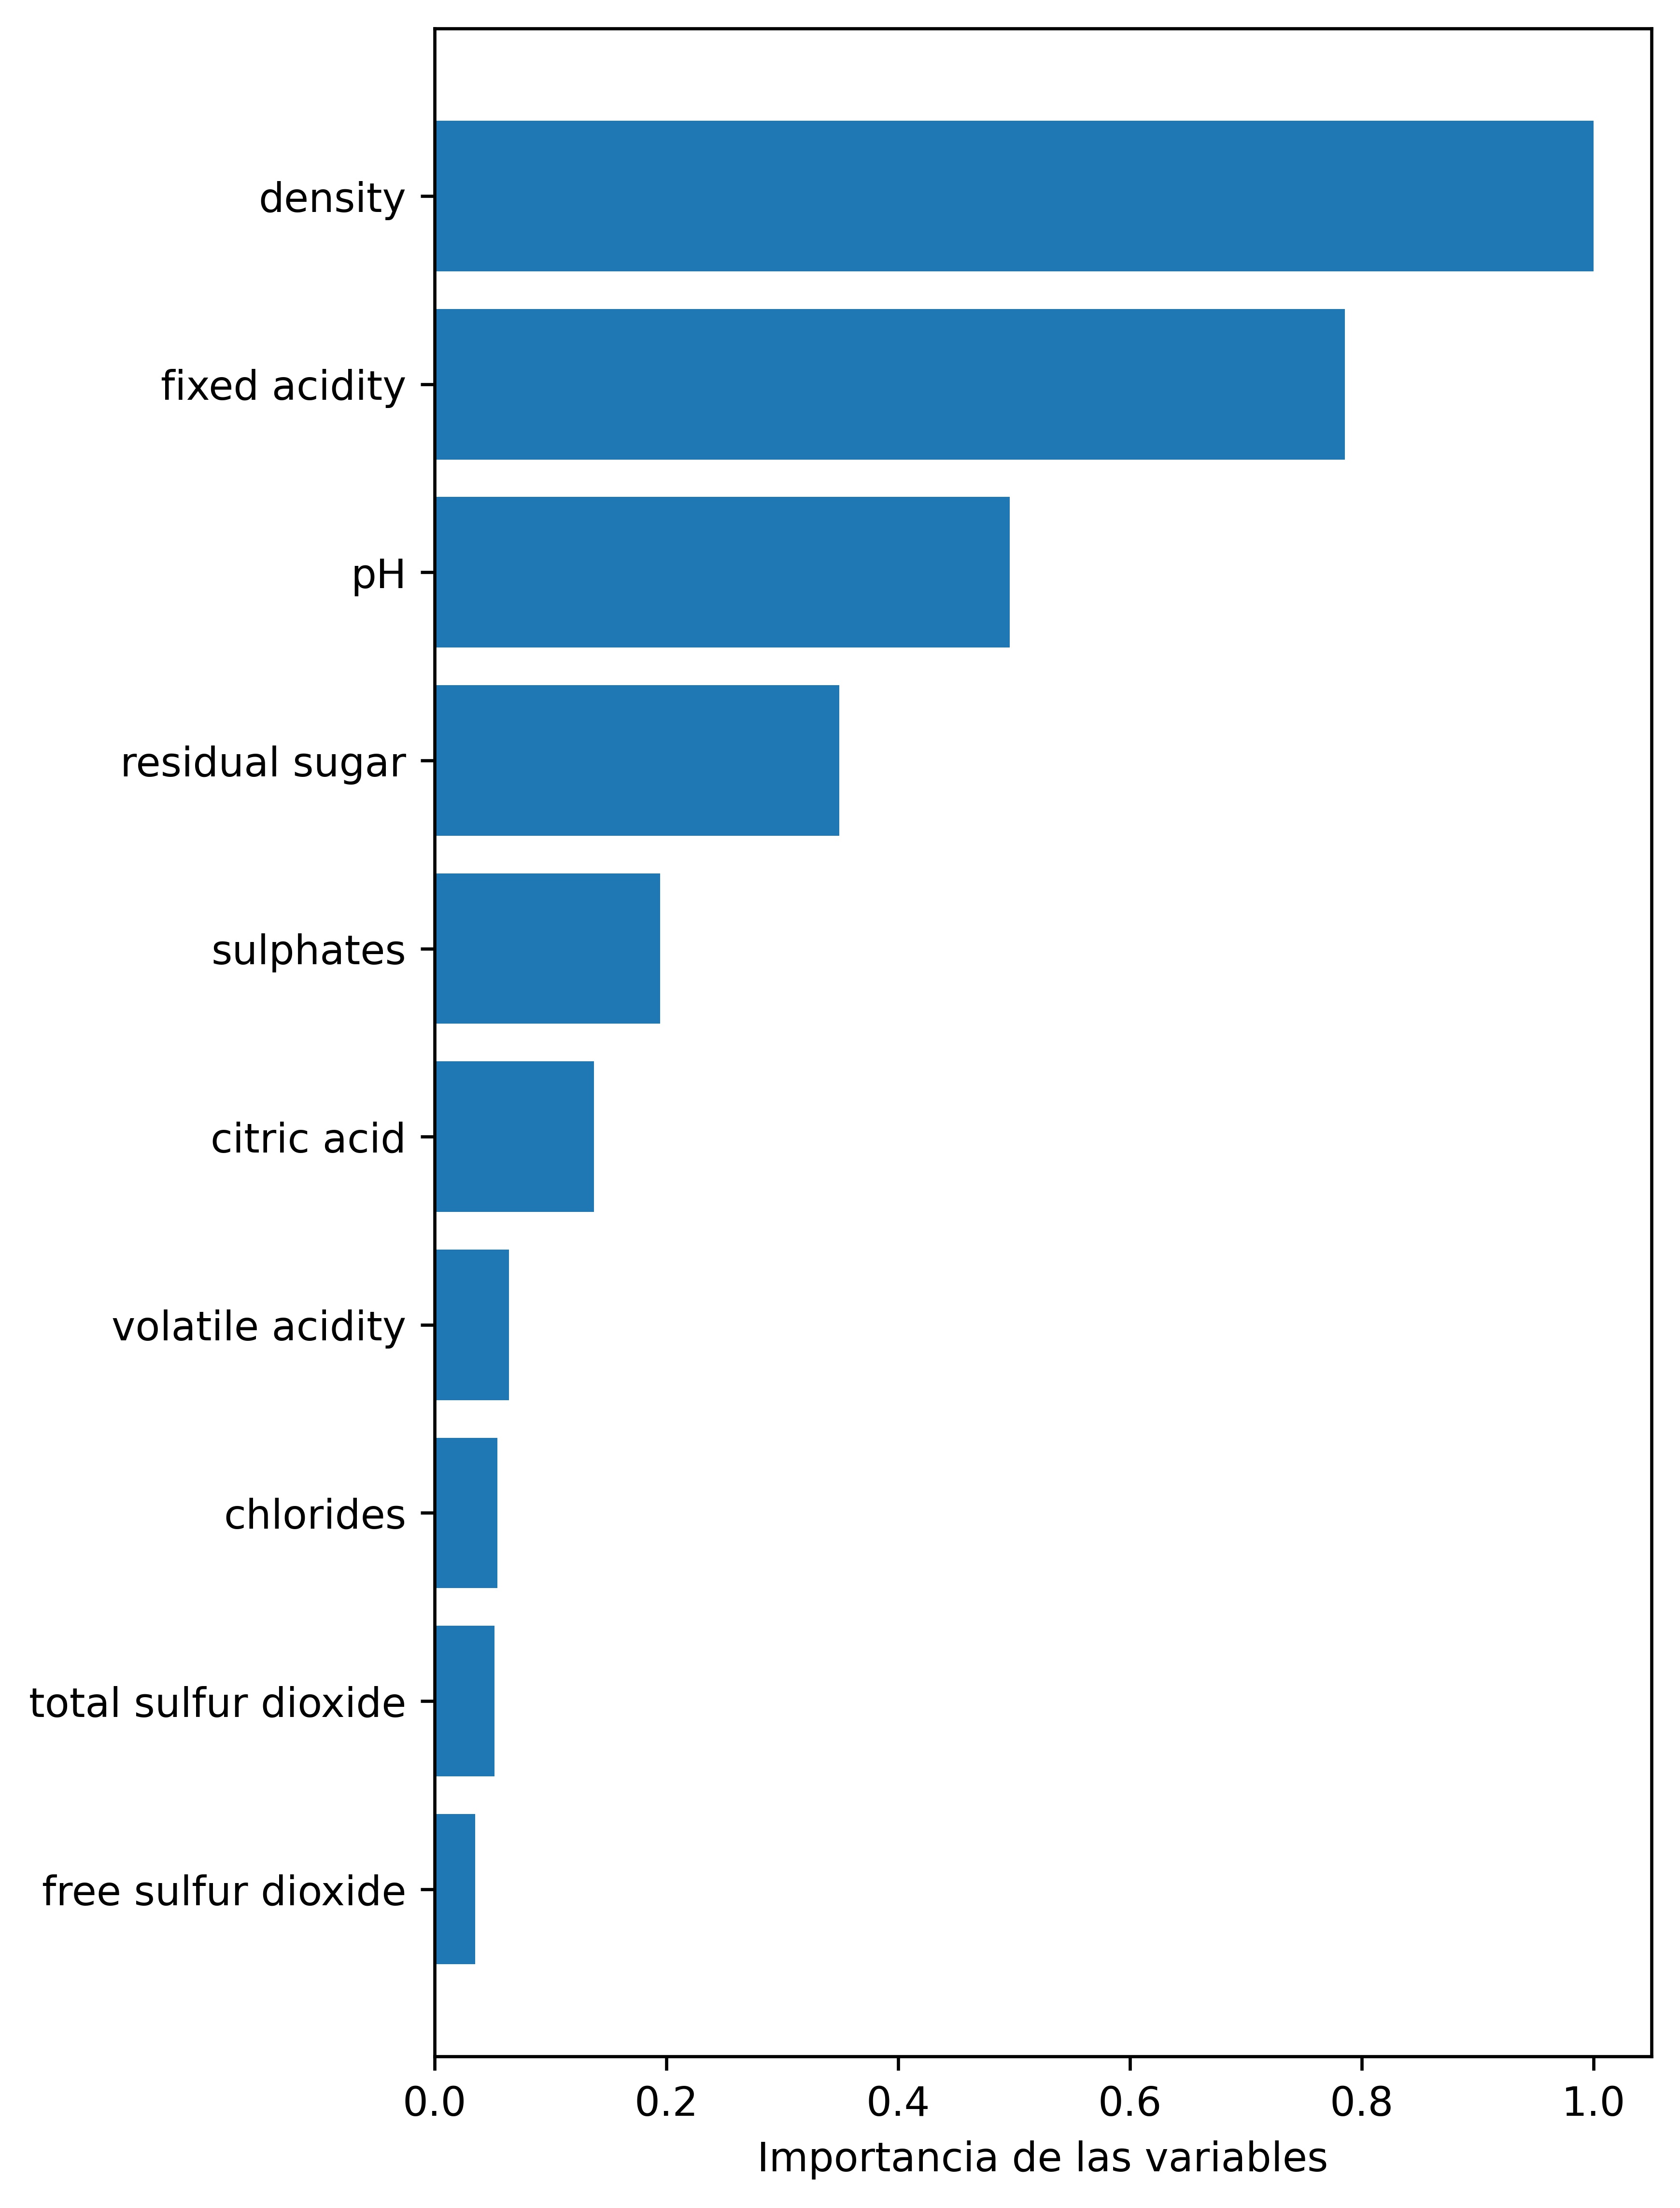 density
fixed acidity
pH
residual sugar
sulphates
citric acid
volatile acidity
chlorides
total sulfur dioxide
free sulfur dioxide
0.0 0.2 0.4 0.6 0.8 1.0
Importancia de las variables